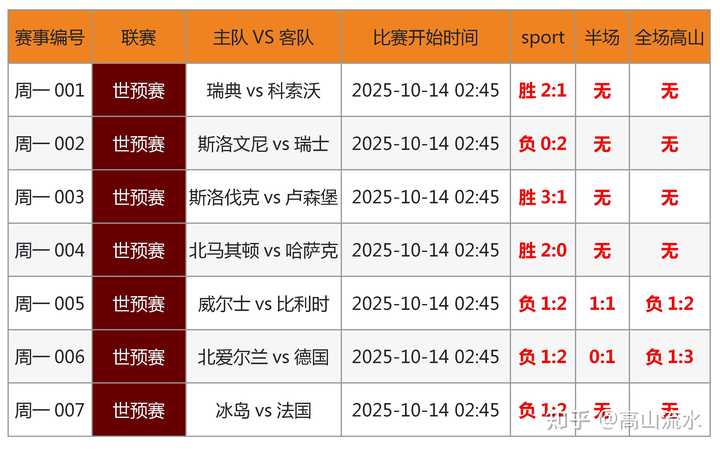 赛事编号 联赛 主队 VS 客队 比赛开始时间 sport 半场 全场高山
周一 001 世预赛 瑞典 vs 科索沃 2025-10-14 02:45 胜 2:1 无 无
周一 002 世预赛 斯洛文尼 vs 瑞士 2025-10-14 02:45 负 0:2 无 无
周一 003 世预赛 斯洛伐克 vs 卢森堡 2025-10-14 02:45 胜 3:1 无 无
周一 004 世预赛 北马其顿 vs 哈萨克 2025-10-14 02:45 胜 2:0 无 无
周一 005 世预赛 威尔士 vs 比利时 2025-10-14 02:45 负 1:2 1:1 负 1:2
周一 006 世预赛 北爱尔兰 vs 德国 2025-10-14 02:45 负 1:2 0:1 负 1:3
周一 007 世预赛 冰岛 vs 法国 2025-10-14 02:45 负 1:2 无 无
知乎 @高山流水